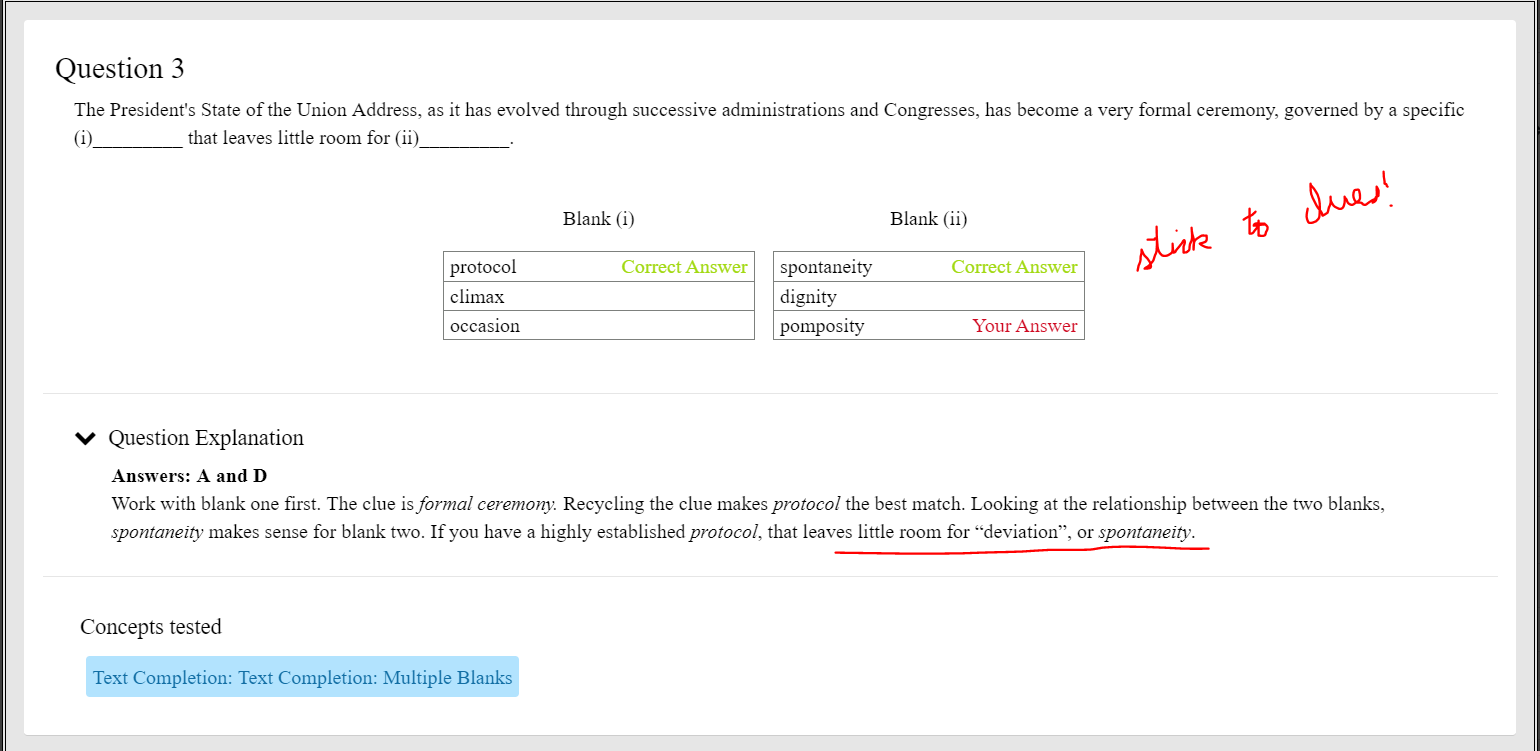 Question 3
The President's State of the Union Address, as it has evolved through successive administrations and Congresses, has become a very formal ceremony, governed by a specific
(i)_________ that leaves little room for (ii)_________.
stick to clues!
Blank (i)
Blank (ii)
protocol Correct Answer
spontaneity Correct Answer
climax
dignity
occasion
pomposity Your Answer
Question Explanation
Answers: A and D
Work with blank one first. The clue is formal ceremony. Recycling the clue makes protocol the best match. Looking at the relationship between the two blanks,
spontaneity makes sense for blank two. If you have a highly established protocol, that leaves little room for “deviation”, or spontaneity.
Concepts tested
Text Completion: Text Completion: Multiple Blanks